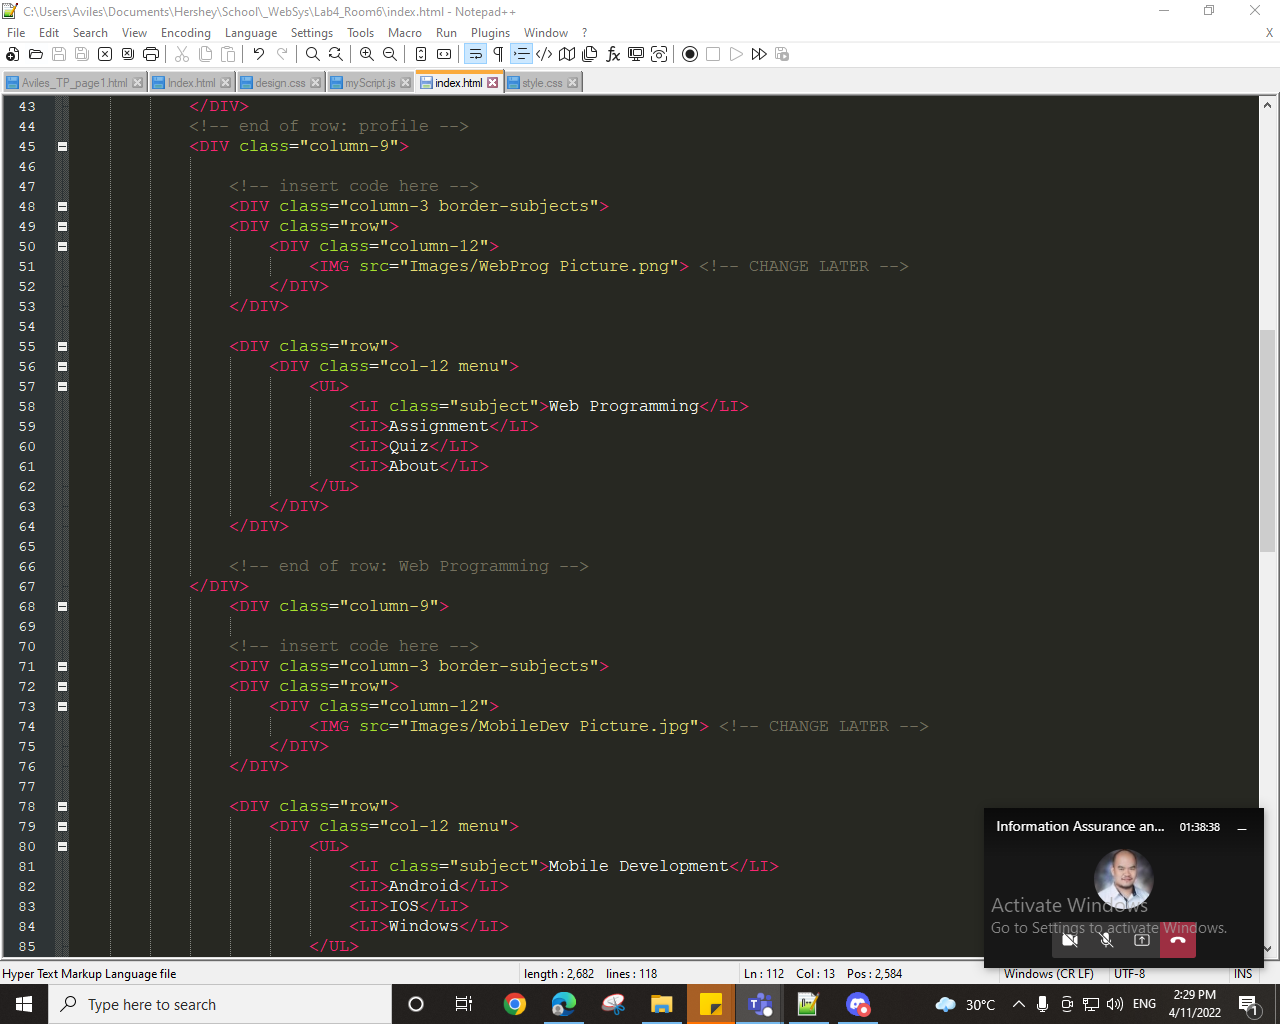 C:\Users\Aviles\Documents\Hershey\School\_WebSys\Lab4_Room6\index.html - Notepad++
File Edit Search View Encoding Language Settings Tools Macro Run Plugins Window ? X
Aviles_TP_page1.html Index.html design.css myScript.js index.html style.css
43 </DIV>
44 <!-- end of row: profile -->
45 <DIV class="column-9">
46
47 <!-- insert code here -->
48 <DIV class="column-3 border-subjects">
49 <DIV class="row">
50 <DIV class="column-12">
51 <IMG src="Images/WebProg Picture.png"> <!-- CHANGE LATER -->
52 </DIV>
53 </DIV>
54
55 <DIV class="row">
56 <DIV class="col-12 menu">
57 <UL>
58 <LI class="subject">Web Programming</LI>
59 <LI>Assignment</LI>
60 <LI>Quiz</LI>
61 <LI>About</LI>
62 </UL>
63 </DIV>
64 </DIV>
65
66 <!-- end of row: Web Programming -->
67 </DIV>
68 <DIV class="column-9">
69
70 <!-- insert code here -->
71 <DIV class="column-3 border-subjects">
72 <DIV class="row">
73 <DIV class="column-12">
74 <IMG src="Images/MobileDev Picture.jpg"> <!-- CHANGE LATER -->
75 </DIV>
76 </DIV>
77
78 <DIV class="row">
79 <DIV class="col-12 menu">
80 <UL>
81 <LI class="subject">Mobile Development</LI>
82 <LI>Android</LI>
83 <LI>IOS</LI>
84 <LI>Windows</LI>
85 </UL>
Information Assurance an... 01:38:38
Activate Windows
Go to Settings to activate Windows.
Hyper Text Markup Language file length : 2,682 lines : 118 Ln : 112 Col : 13 Pos : 2,584 Windows (CR LF) UTF-8 INS
Type here to search 30°C ENG 2:29 PM
4/11/2022 1